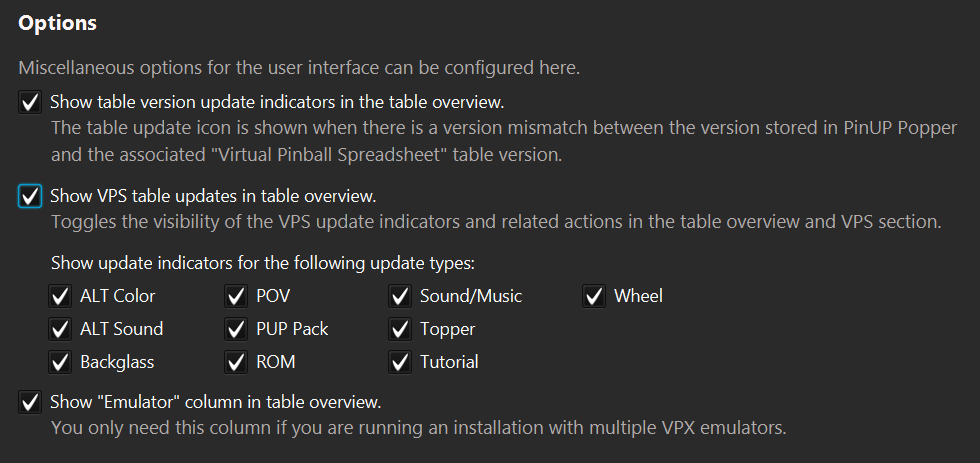 Options
Miscellaneous options for the user interface can be configured here.
Show table version update indicators in the table overview.
The table update icon is shown when there is a version mismatch between the version stored in PinUP Popper
and the associated "Virtual Pinball Spreadsheet" table version.
Show VPS table updates in table overview.
Toggles the visibility of the VPS update indicators and related actions in the table overview and VPS section.
Show update indicators for the following update types:
ALT Color POV Sound/Music Wheel
ALT Sound PUP Pack Topper
Backglass ROM Tutorial
Show "Emulator" column in table overview.
You only need this column if you are running an installation with multiple VPX emulators.